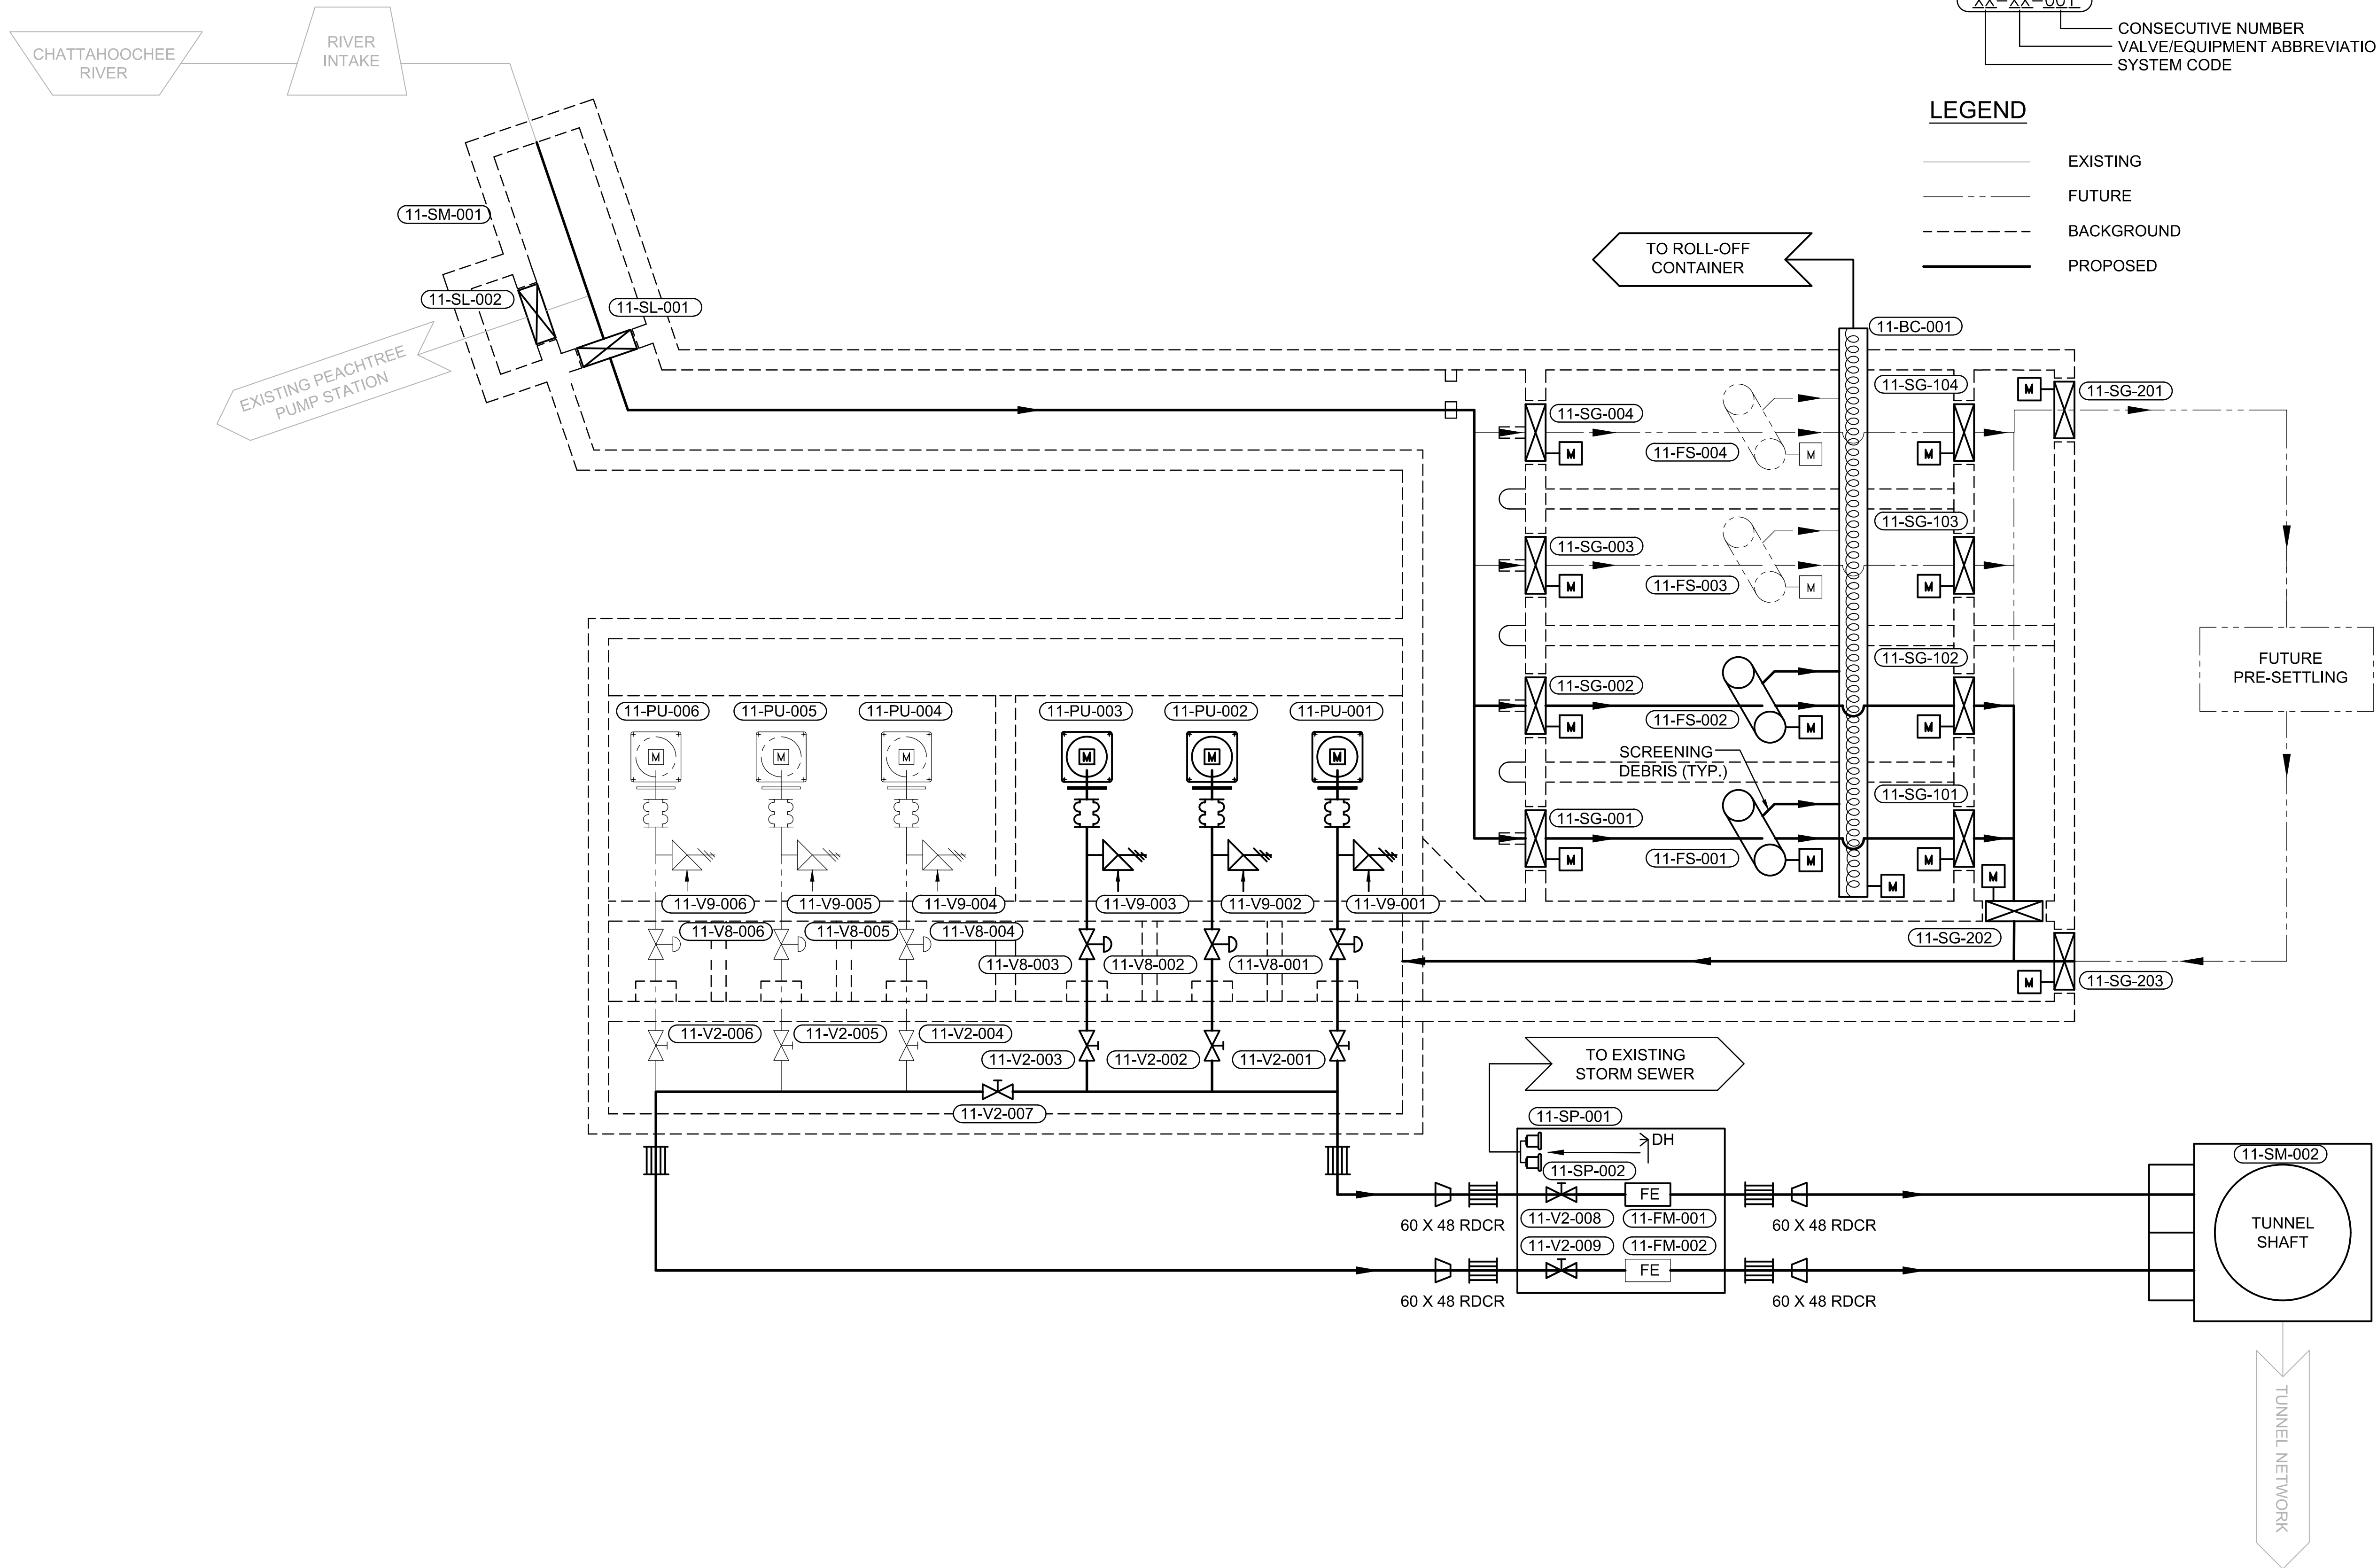 XX-XX-001
CONSECUTIVE NUMBER
VALVE/EQUIPMENT ABBREVIATIO
SYSTEM CODE
CHATTAHOOCHEE
RIVER
RIVER
INTAKE
LEGEND
EXISTING
FUTURE
BACKGROUND
PROPOSED
11-SM-001
11-SL-002
11-SL-001
EXISTING PEACHTREE
PUMP STATION
TO ROLL-OFF
CONTAINER
11-BC-001
11-SG-004
M
11-FS-004
M
11-SG-104
M
M
11-SG-201
11-SG-003
M
11-FS-003
M
11-SG-103
M
FUTURE
PRE-SETTLING
11-SG-002
M
11-FS-002
M
11-SG-102
M
SCREENING
DEBRIS (TYP.)
11-SG-001
M
11-FS-001
M
11-SG-101
M
M
M
11-SG-202
M
11-SG-203
11-PU-006
11-PU-005
11-PU-004
11-PU-003
11-PU-002
11-PU-001
M
M
M
M
M
M
11-V9-006
11-V9-005
11-V9-004
11-V9-003
11-V9-002
11-V9-001
11-V8-006
11-V8-005
11-V8-004
11-V8-003
11-V8-002
11-V8-001
11-V2-006
11-V2-005
11-V2-004
11-V2-003
11-V2-002
11-V2-001
11-V2-007
TO EXISTING
STORM SEWER
11-SP-001
DH
11-SP-002
FE
60 X 48 RDCR
11-V2-008
11-FM-001
60 X 48 RDCR
11-V2-009
11-FM-002
FE
60 X 48 RDCR
60 X 48 RDCR
11-SM-002
TUNNEL
SHAFT
TUNNEL NETWORK